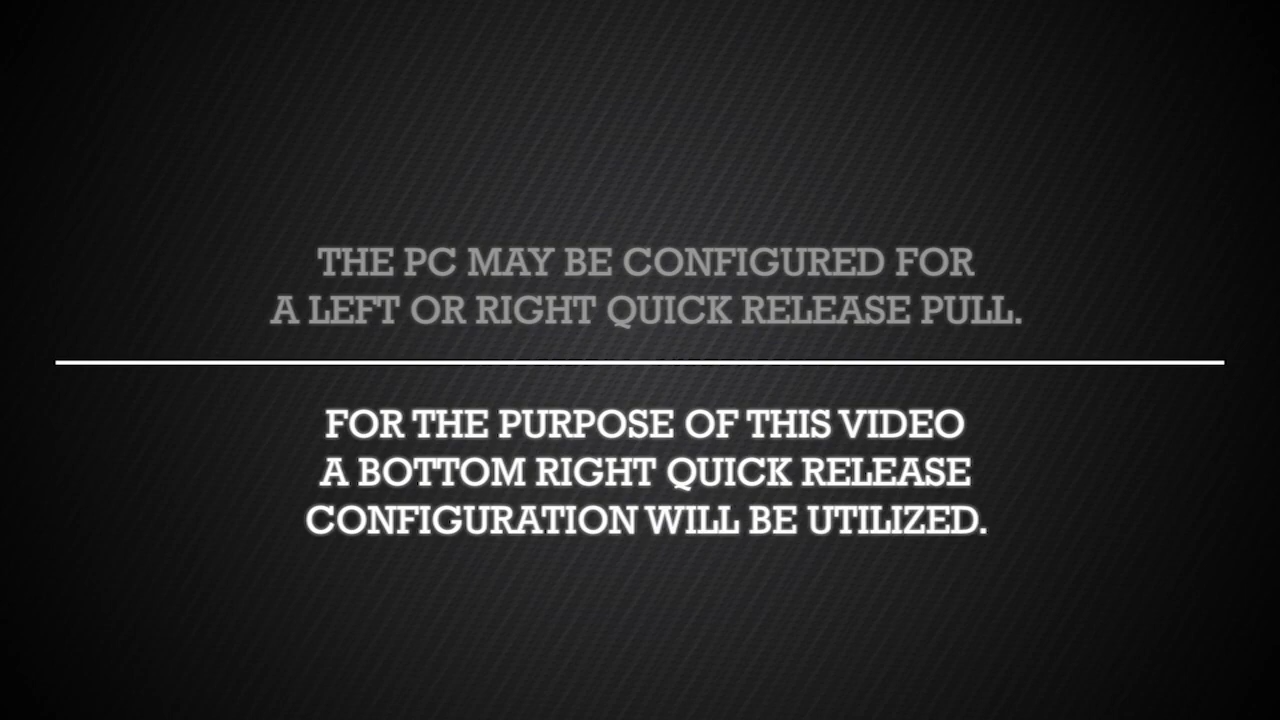 THE PC MAY BE CONFIGURED FOR
A LEFT OR RIGHT QUICK RELEASE PULL.
FOR THE PURPOSE OF THIS VIDEO
A BOTTOM RIGHT QUICK RELEASE
CONFIGURATION WILL BE UTILIZED.